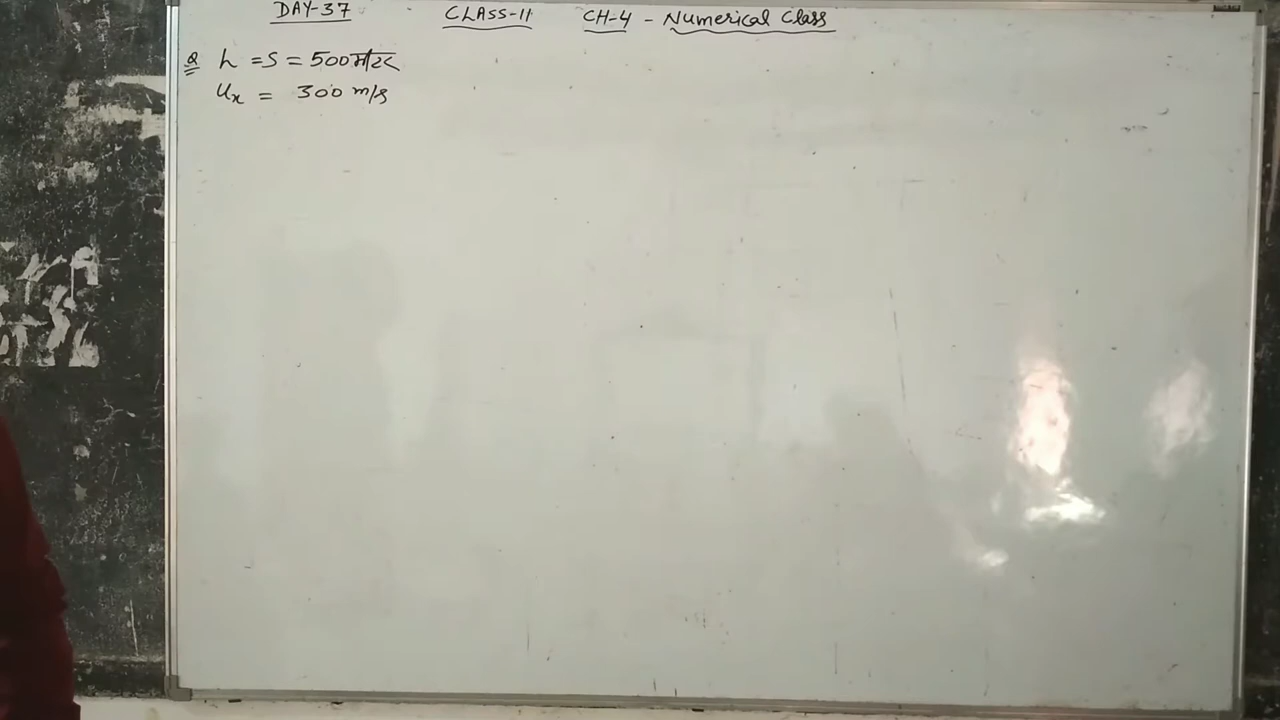 DAY-37 CLASS-11 CH-4 - Numerical Class
Q h = S = 500 मीटर
Ux = 300 m/s